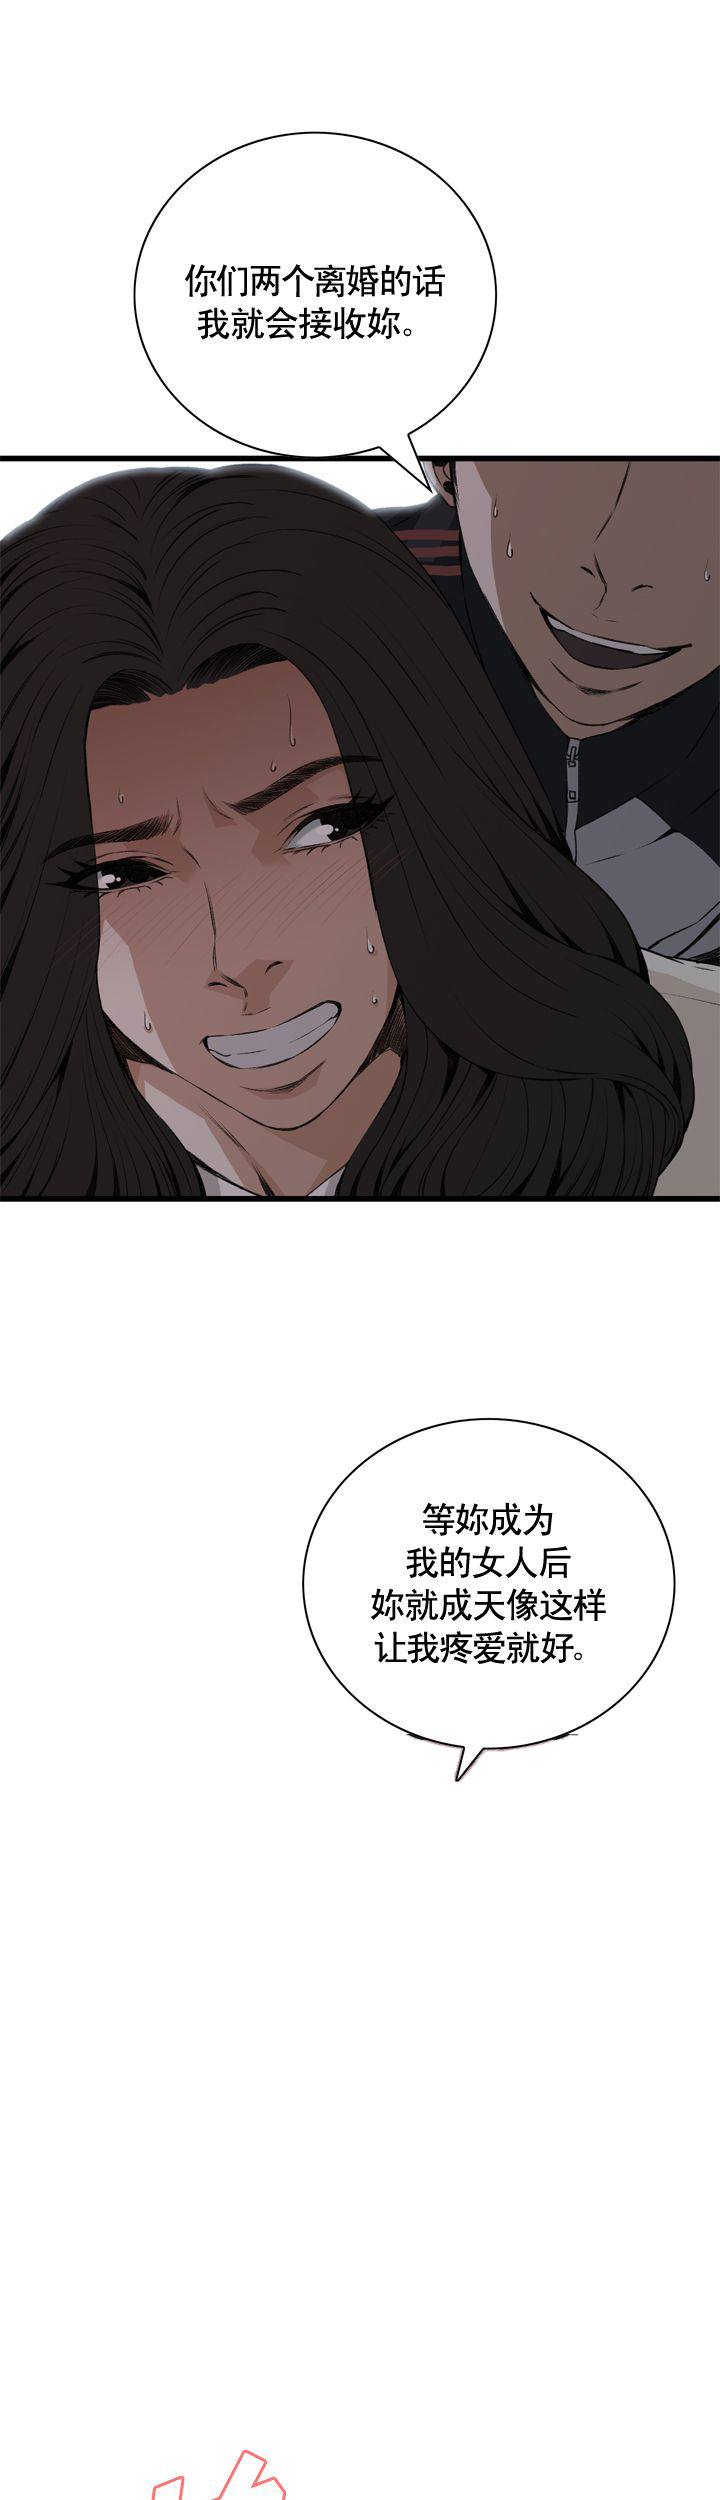 你们两个离婚的话
我就会接收妳。
等妳成为
我的女人后
妳就成天像这样
让我疼爱就好。